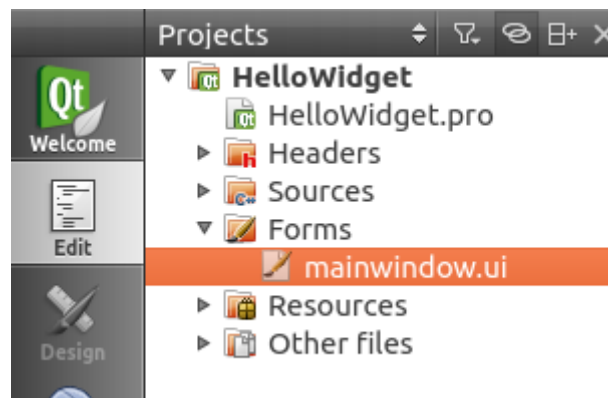 Projects
HelloWidget
HelloWidget.pro
Headers
Sources
Forms
mainwindow.ui
Resources
Other files
Qt
Welcome
Edit
Design